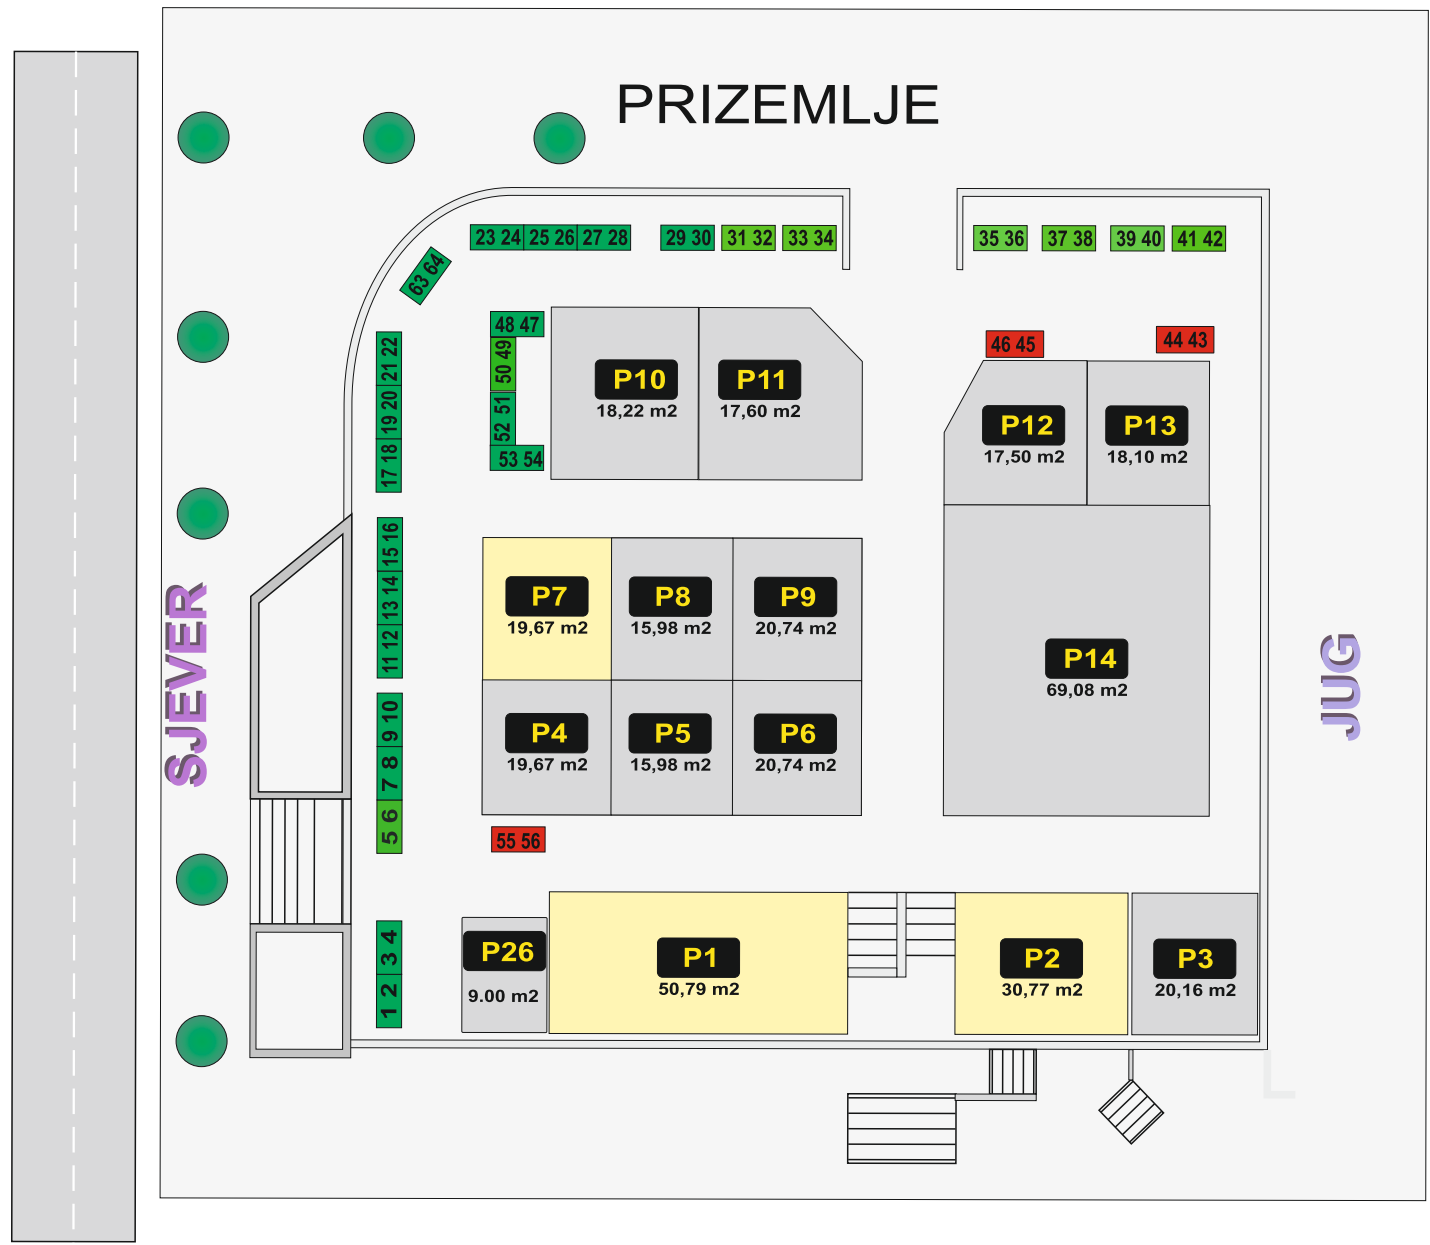 PRIZEMLJE
23 24 25 26 27 28 29 30 31 32 33 34
35 36 37 38 39 40 41 42
63 64
48 47
50 49
52 51
53 54
21 22
19 20
17 18
15 16
13 14
11 12
9 10
7 8
5 6
3 4
1 2
P10
18,22 m2
P11
17,60 m2
46 45
44 43
P12
17,50 m2
P13
18,10 m2
P7
19,67 m2
P8
15,98 m2
P9
20,74 m2
P14
69,08 m2
P4
19,67 m2
P5
15,98 m2
P6
20,74 m2
55 56
P26
9.00 m2
P1
50,79 m2
P2
30,77 m2
P3
20,16 m2
SJEVER
JUG